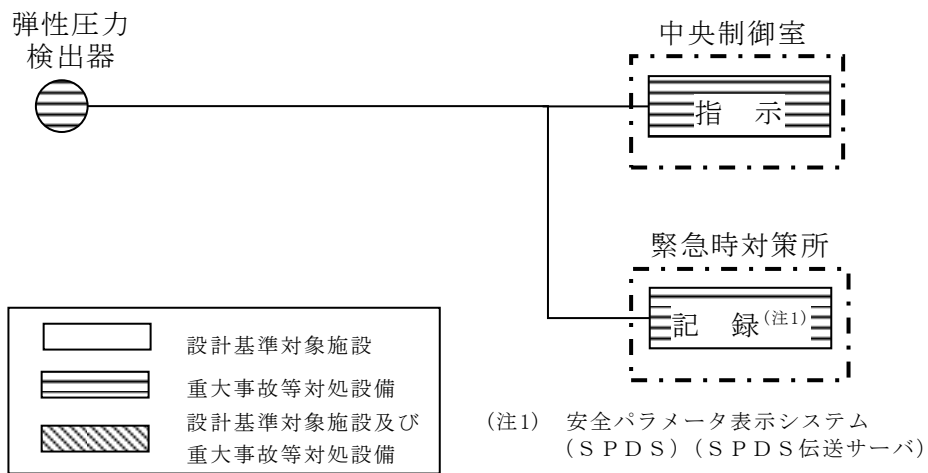 弾性圧力
検出器
中央制御室
指　示
緊急時対策所
記　録(注1)
設計基準対象施設
重大事故等対処設備
設計基準対象施設及び
重大事故等対処設備
(注1)　安全パラメータ表示システム
（ＳＰＤＳ）（ＳＰＤＳ伝送サーバ）